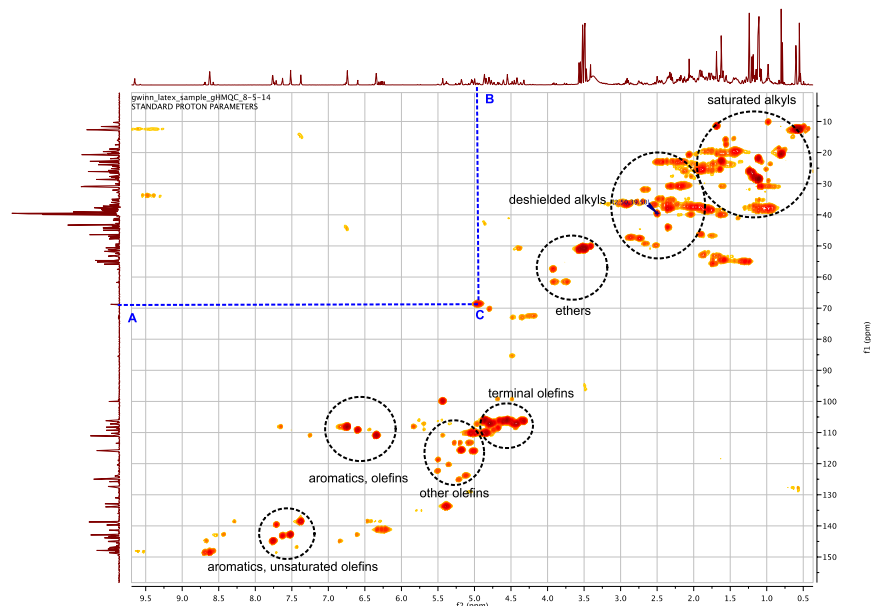 gwinn_latex_sample_gHMQC_8-5-14
STANDARD PROTON PARAMETERS
B
saturated alkyls
10
20
30
deshielded alkyls
40
50
60
ethers
A
C
70
80
90
terminal olefins
100
110
aromatics, olefins
other olefins
120
130
140
aromatics, unsaturated olefins
150
f1 (ppm)
9.5 9.0 8.5 8.0 7.5 7.0 6.5 6.0 5.5 5.0 4.5 4.0 3.5 3.0 2.5 2.0 1.5 1.0 0.5
f2 (ppm)